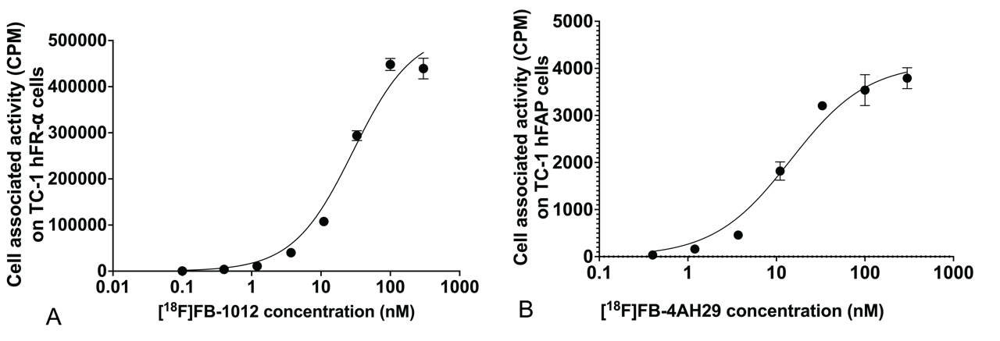 Cell associated activity (CPM)
on TC-1 hFR-α cells
500000
400000
300000
200000
100000
0
0.01
0.1
1
10
100
1000
[¹⁸F]FB-1012 concentration (nM)
A
Cell associated activity (CPM)
on TC-1 hFAP cells
5000
4000
3000
2000
1000
0
0.1
1
10
100
1000
[¹⁸F]FB-4AH29 concentration (nM)
B